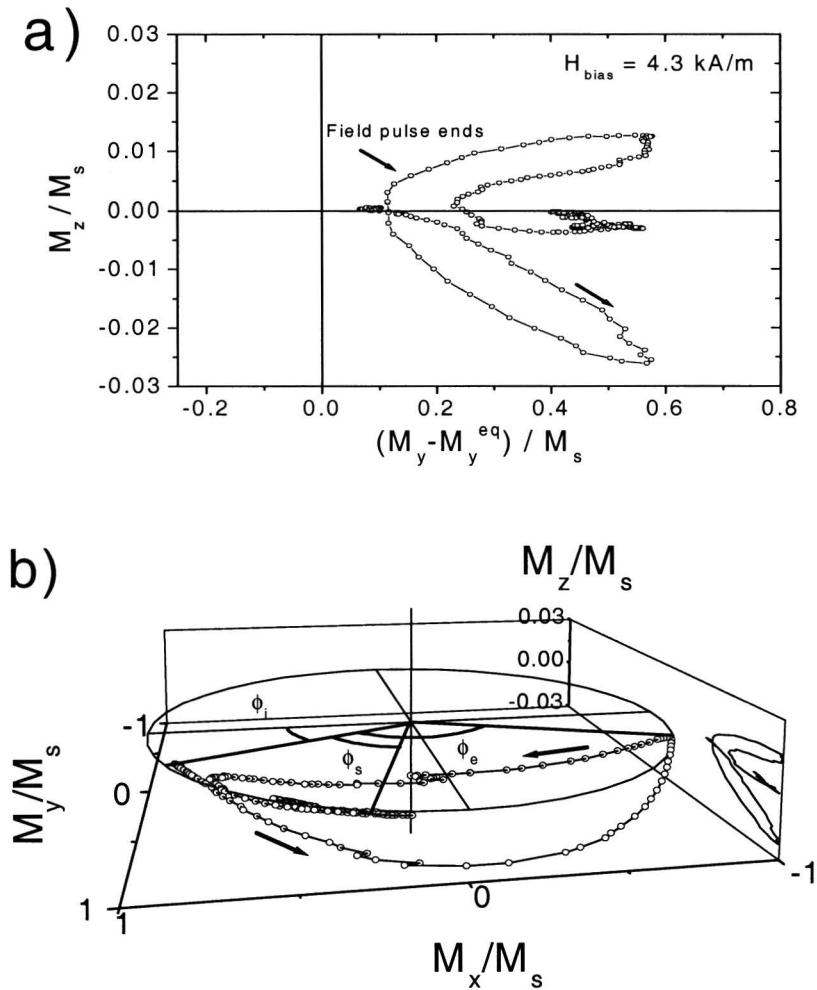 a)
H_bias = 4.3 kA/m
Field pulse ends
0.03
0.02
0.01
0.00
-0.01
-0.02
-0.03
M_z / M_s
-0.2 0.0 0.2 0.4 0.6 0.8
(M_y-M_y^eq) / M_s
b)
M_z/M_s
0.03
0.00
-0.03
ϕ_i
ϕ_s
ϕ_e
-1
0
1
M_y/M_s
1
0
-1
M_x/M_s